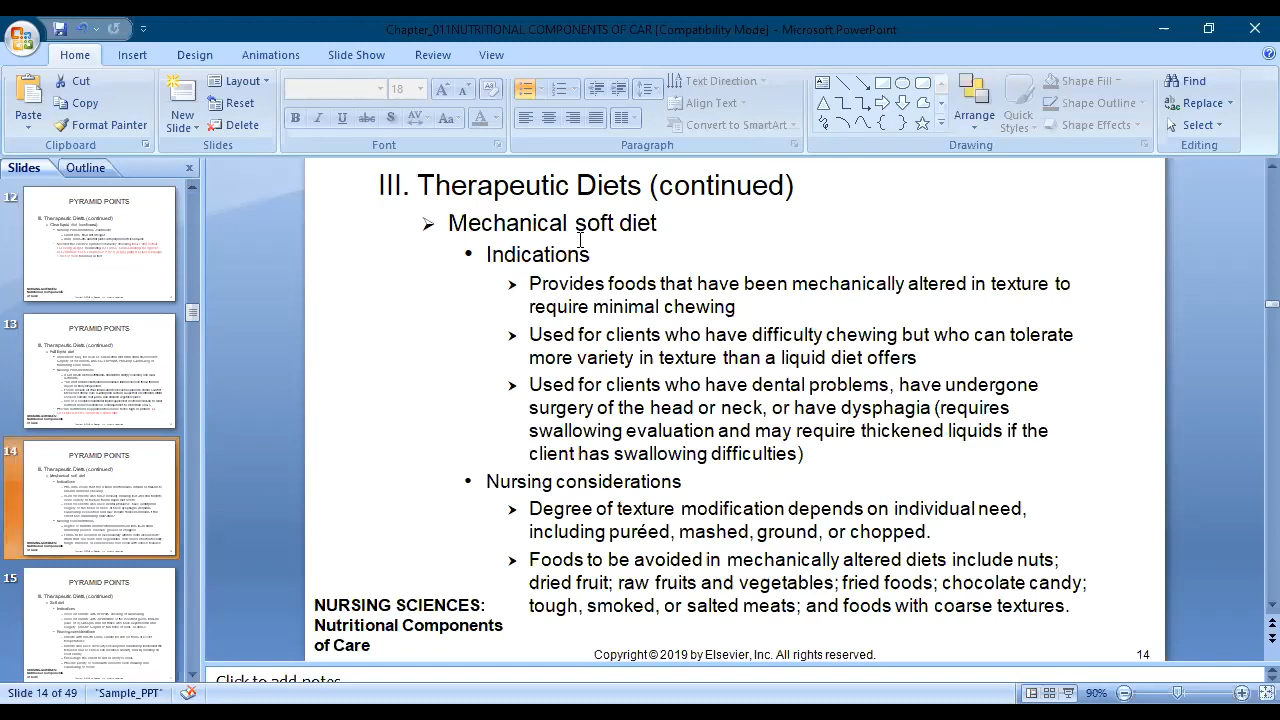 Chapter_011NUTRITIONAL COMPONENTS OF CAR [Compatibility Mode] – Microsoft PowerPoint
Home Insert Design Animations Slide Show Review View
Paste
Cut
Copy
Format Painter
Clipboard
New Slide
Layout
Reset
Delete
Slides
18
Font
Text Direction
Align Text
Convert to SmartArt
Paragraph
Arrange
Quick Styles
Shape Fill
Shape Outline
Shape Effects
Drawing
Find
Replace
Select
Editing
Slides Outline
12
PYRAMID POINTS
13
PYRAMID POINTS
14
PYRAMID POINTS
15
PYRAMID POINTS
III. Therapeutic Diets (continued)
Mechanical soft diet
Indications
Provides foods that have been mechanically altered in texture to
require minimal chewing
Used for clients who have difficulty chewing but who can tolerate
more variety in texture than a liquid diet offers
Used for clients who have dental problems, have undergone
surgery of the head or neck, or have dysphagia (requires
swallowing evaluation and may require thickened liquids if the
client has swallowing difficulties)
Nursing considerations
Degree of texture modification depends on individual need,
including puréed, mashed, ground, or chopped.
Foods to be avoided in mechanically altered diets include nuts;
dried fruit; raw fruits and vegetables; fried foods; chocolate candy;
tough, smoked, or salted meats; and foods with coarse textures.
NURSING SCIENCES:
Nutritional Components
of Care
Copyright © 2019 by Elsevier, Inc. All rights reserved.
14
Click to add notes
Slide 14 of 49 "Sample_PPT" 90%